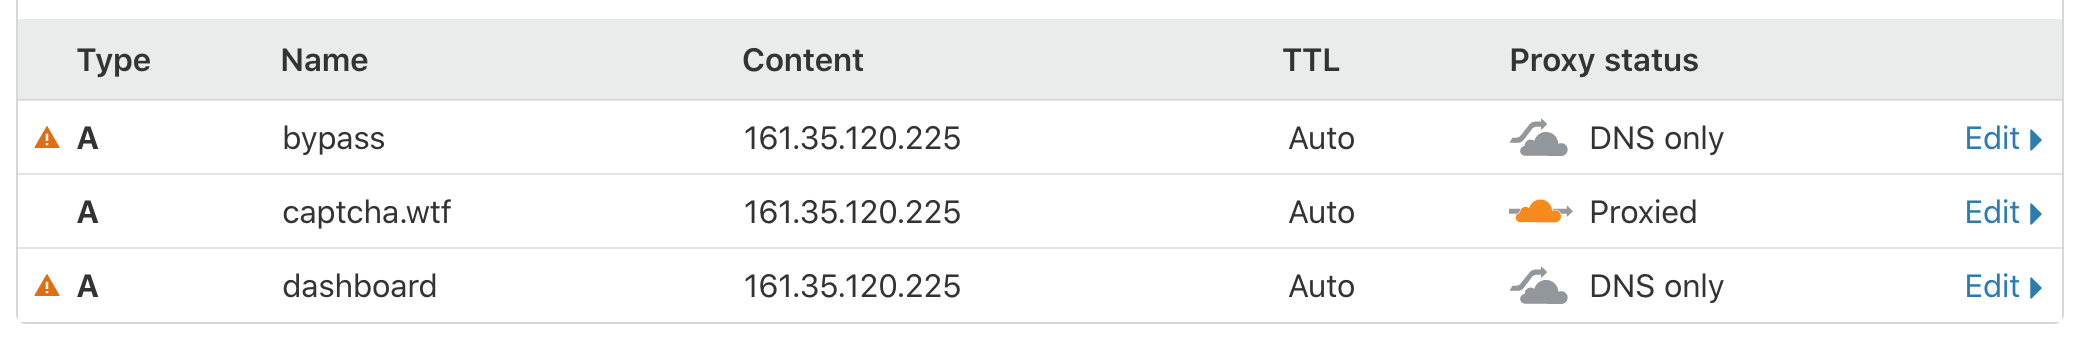 Type Name Content TTL Proxy status
A bypass 161.35.120.225 Auto DNS only Edit
A captcha.wtf 161.35.120.225 Auto Proxied Edit
A dashboard 161.35.120.225 Auto DNS only Edit